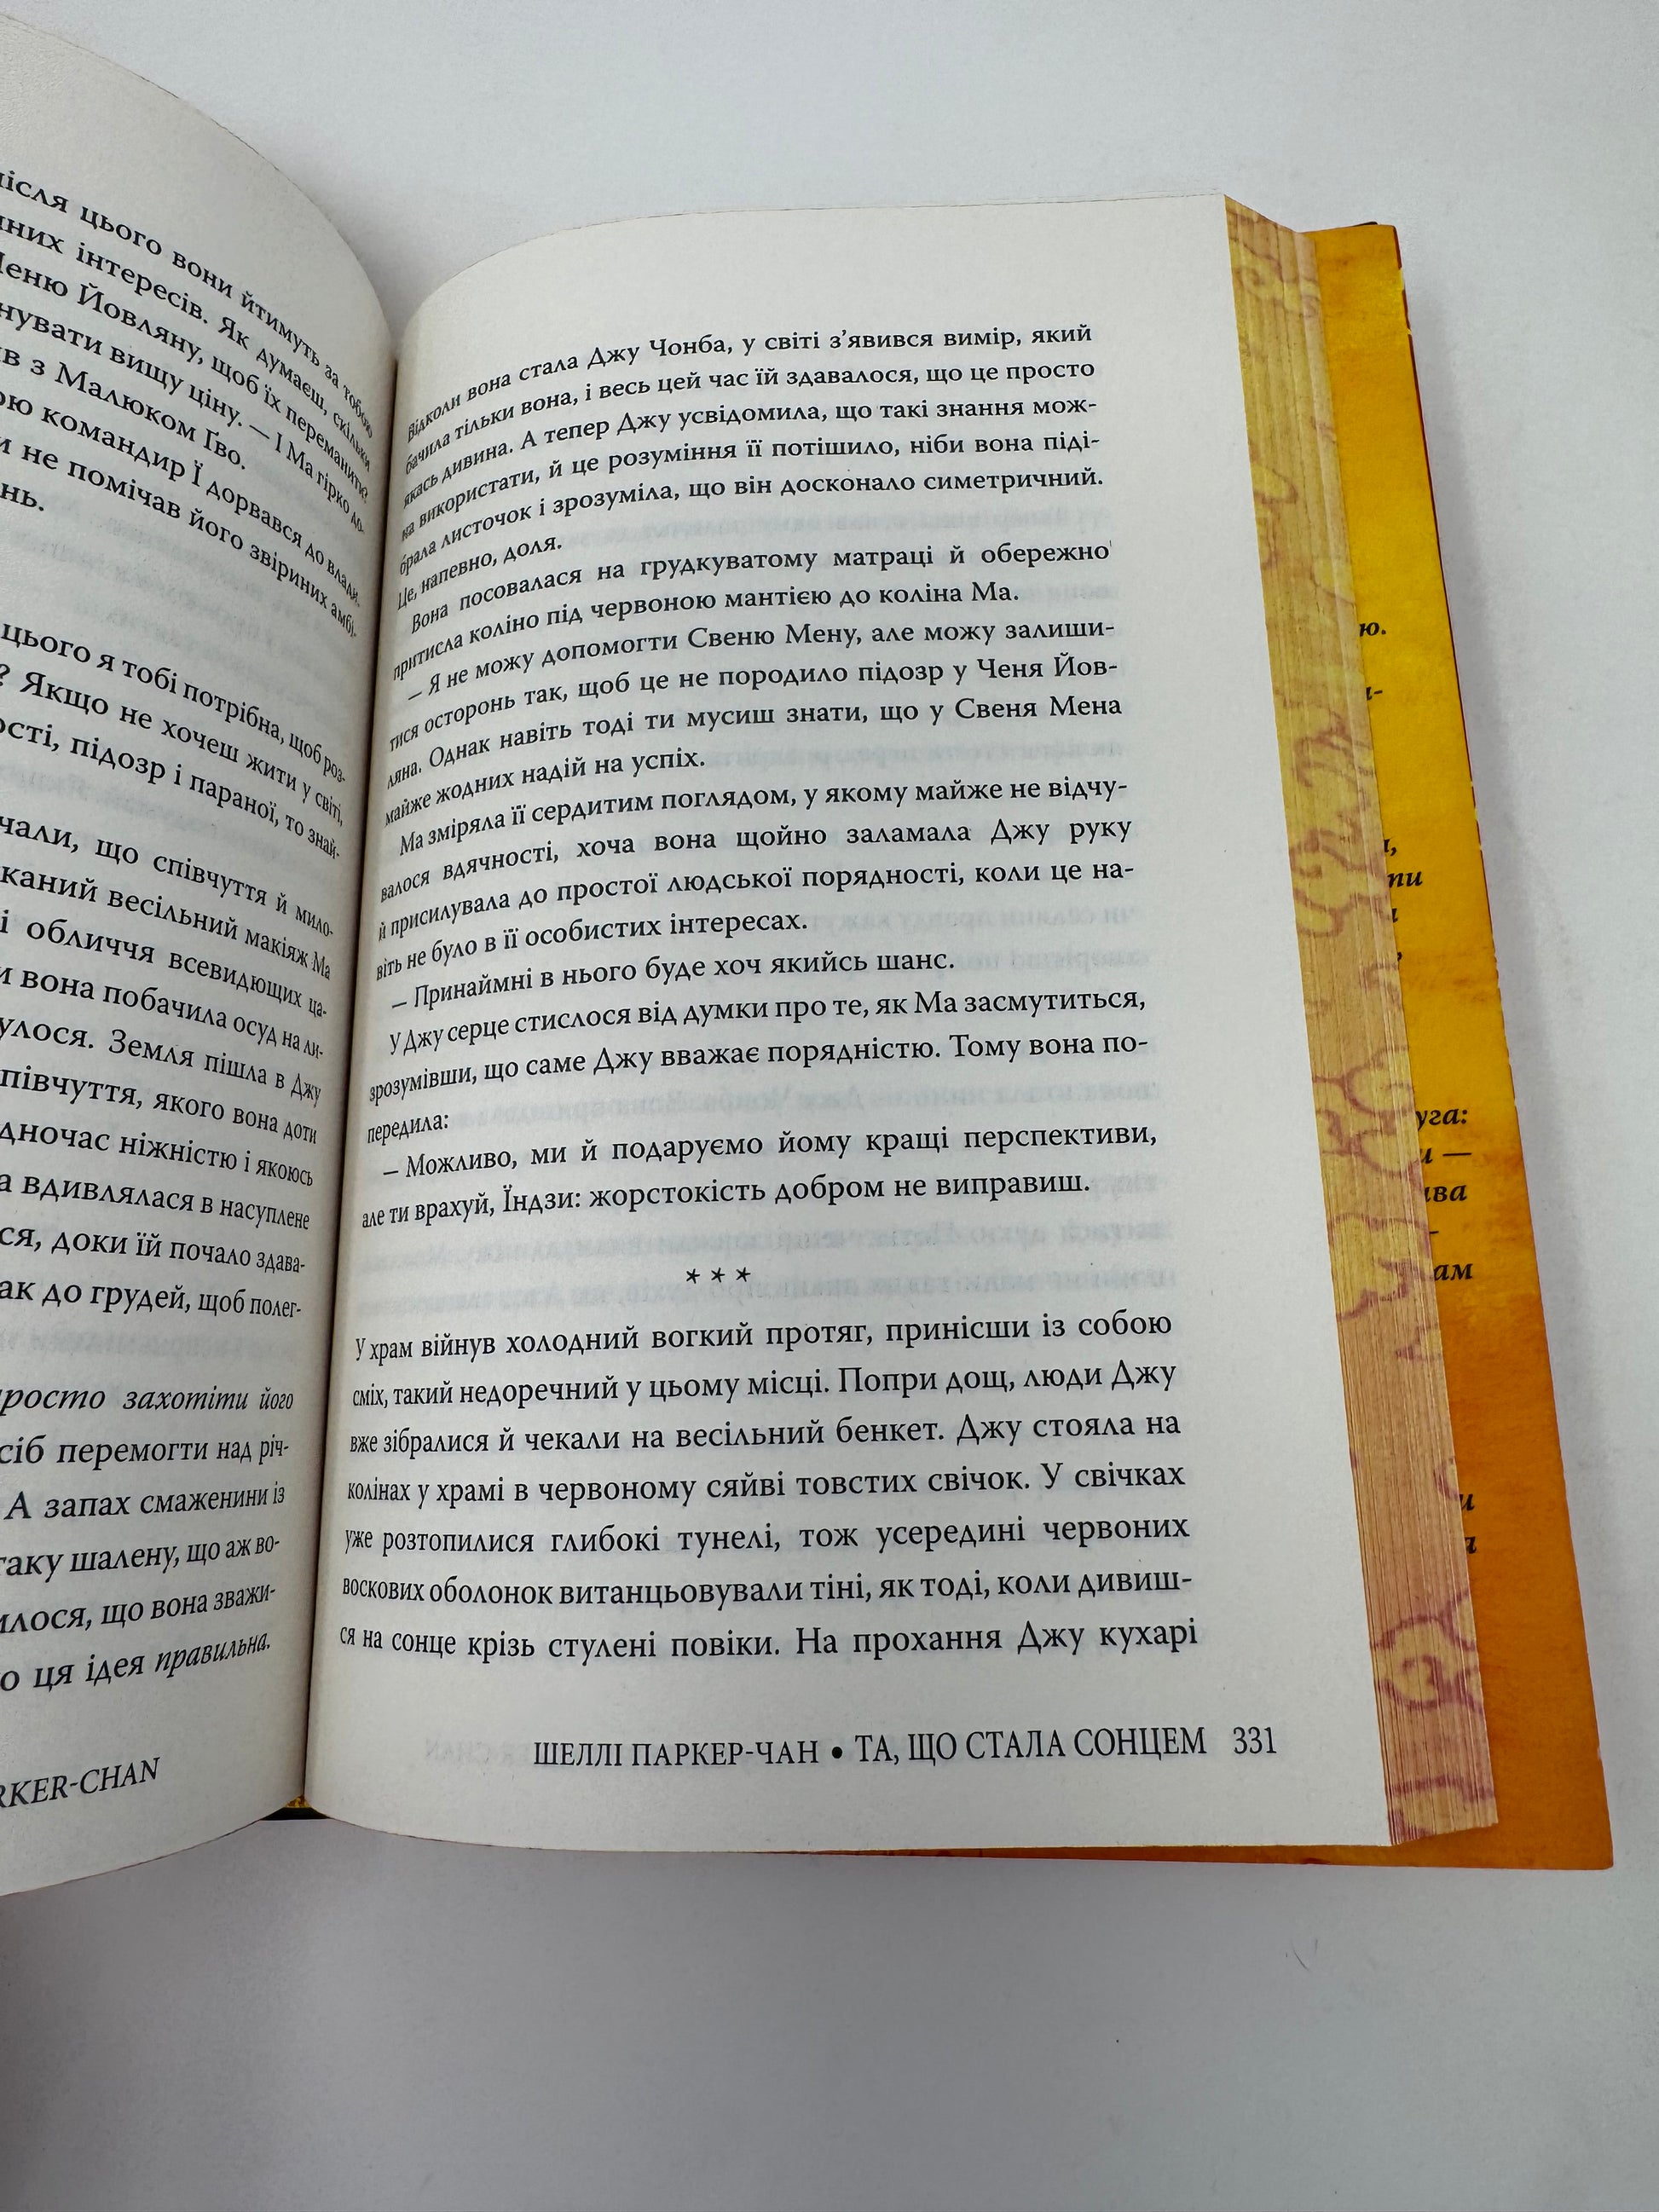 після цього вони йтимуть за тобою
інтересів. Як думаєш, скільки
Йовляну, щоб їх переманити?
вищу ціну. — І Ма гірко до-
з Малюком Ґво.
командир Ї дорвався до влади.
не помічав його звіриних амбі-
цього я тобі потрібна, щоб роз-
? Якщо не хочеш жити у світі,
підозр і параної, то знай-
що співчуття й мило-
весільний макіяж Ма
і обличчя всевидющих ца-
вона побачила осуд на ли-
Земля пішла в Джу
співчуття, якого вона доти
ніжністю і якоюсь
вдивлялася в насуплене
доки їй почало здава-
до грудей, щоб полег-
просто захотіти його
перемогти над річ-
А запах смаженини із
таку шалену, що аж во-
що вона зважи-
ця ідея правильна.
RKER-CHAN
Відколи вона стала Джу Чонба, у світі з’явився вимір, який
бачила тільки вона, і весь цей час їй здавалося, що це просто
якась дивина. А тепер Джу усвідомила, що такі знання мож-
на використати, й це розуміння її потішило, ніби вона піді-
брала листочок і зрозуміла, що він досконало симетричний.
Це, напевно, доля.
Вона посовалася на грудкуватому матраці й обережно
притисла коліно під червоною мантією до коліна Ма.
— Я не можу допомогти Свеню Мену, але можу залиши-
тися осторонь так, щоб це не породило підозр у Ченя Йов-
ляна. Однак навіть тоді ти мусиш знати, що у Свеня Мена
майже жодних надій на успіх.
Ма зміряла її сердитим поглядом, у якому майже не відчу-
валося вдячності, хоча вона щойно заламала Джу руку
й присилувала до простої людської порядності, коли це на-
віть не було в її особистих інтересах.
— Принаймні в нього буде хоч якийсь шанс.
У Джу серце стислося від думки про те, як Ма засмутиться,
зрозумівши, що саме Джу вважає порядністю. Тому вона по-
передила:
— Можливо, ми й подаруємо йому кращі перспективи,
але ти врахуй, Їндзи: жорстокість добром не виправиш.
* * *
У храм війнув холодний вогкий протяг, принісши із собою
сміх, такий недоречний у цьому місці. Попри дощ, люди Джу
вже зібралися й чекали на весільний бенкет. Джу стояла на
колінах у храмі в червоному сяйві товстих свічок. У свічках
уже розтопилися глибокі тунелі, тож усередині червоних
воскових оболонок витанцьовували тіні, як тоді, коли дивиш-
ся на сонце крізь стулені повіки. На прохання Джу кухарі
ШЕЛЛІ ПАРКЕР-ЧАН • ТА, ЩО СТАЛА СОНЦЕМ 331